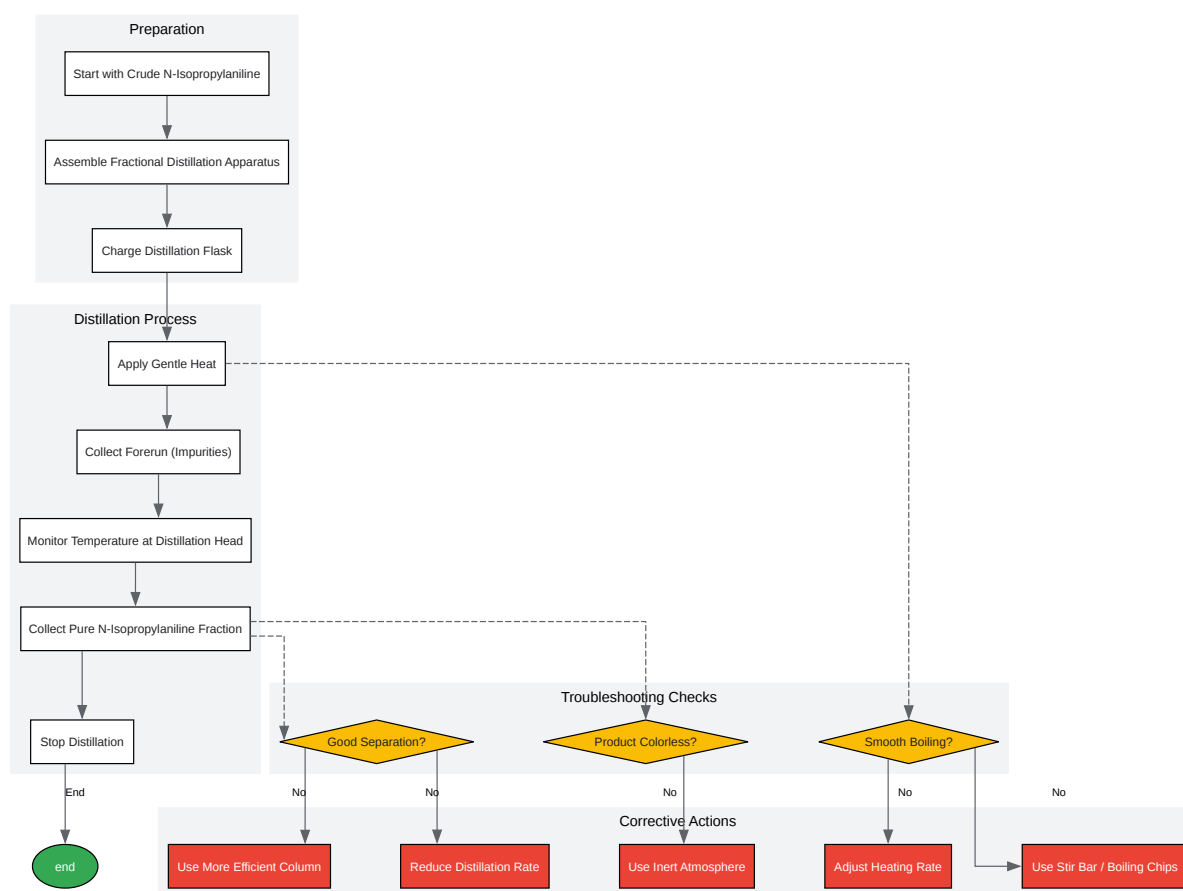 Preparation
Start with Crude N-Isopropylaniline
Assemble Fractional Distillation Apparatus
Charge Distillation Flask
Distillation Process
Apply Gentle Heat
Collect Forerun (Impurities)
Monitor Temperature at Distillation Head
Collect Pure N-Isopropylaniline Fraction
Stop Distillation
Troubleshooting Checks
Good Separation?
Product Colorless?
Smooth Boiling?
End
No
No
No
No
No
Corrective Actions
end
Use More Efficient Column
Reduce Distillation Rate
Use Inert Atmosphere
Adjust Heating Rate
Use Stir Bar / Boiling Chips